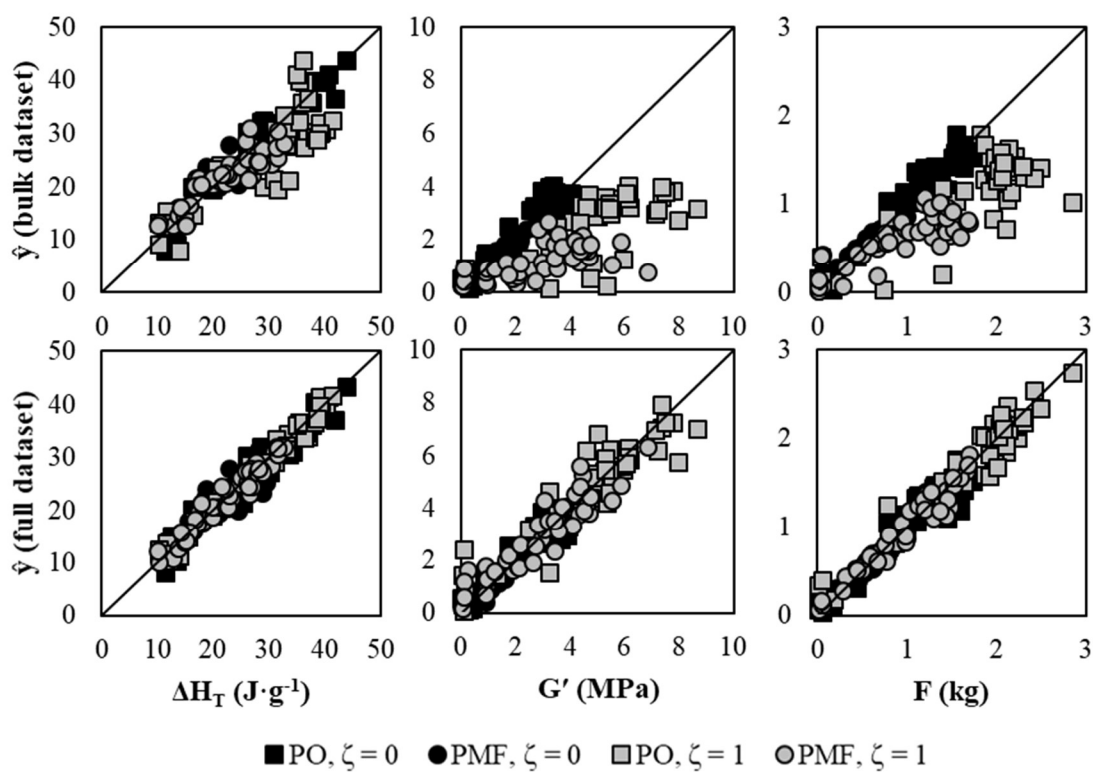 50 10 3
40 8
30 6 2
20 4
10 2 1
0 0 0
ŷ (bulk dataset)
0 10 20 30 40 50 0 2 4 6 8 10 0 1 2 3
50 10 3
40 8
30 6 2
20 4
10 2 1
0 0 0
ŷ (full dataset)
0 10 20 30 40 50 0 2 4 6 8 10 0 1 2 3
ΔH_T (J·g⁻¹) G′ (MPa) F (kg)
PO, ζ = 0 PMF, ζ = 0 PO, ζ = 1 PMF, ζ = 1